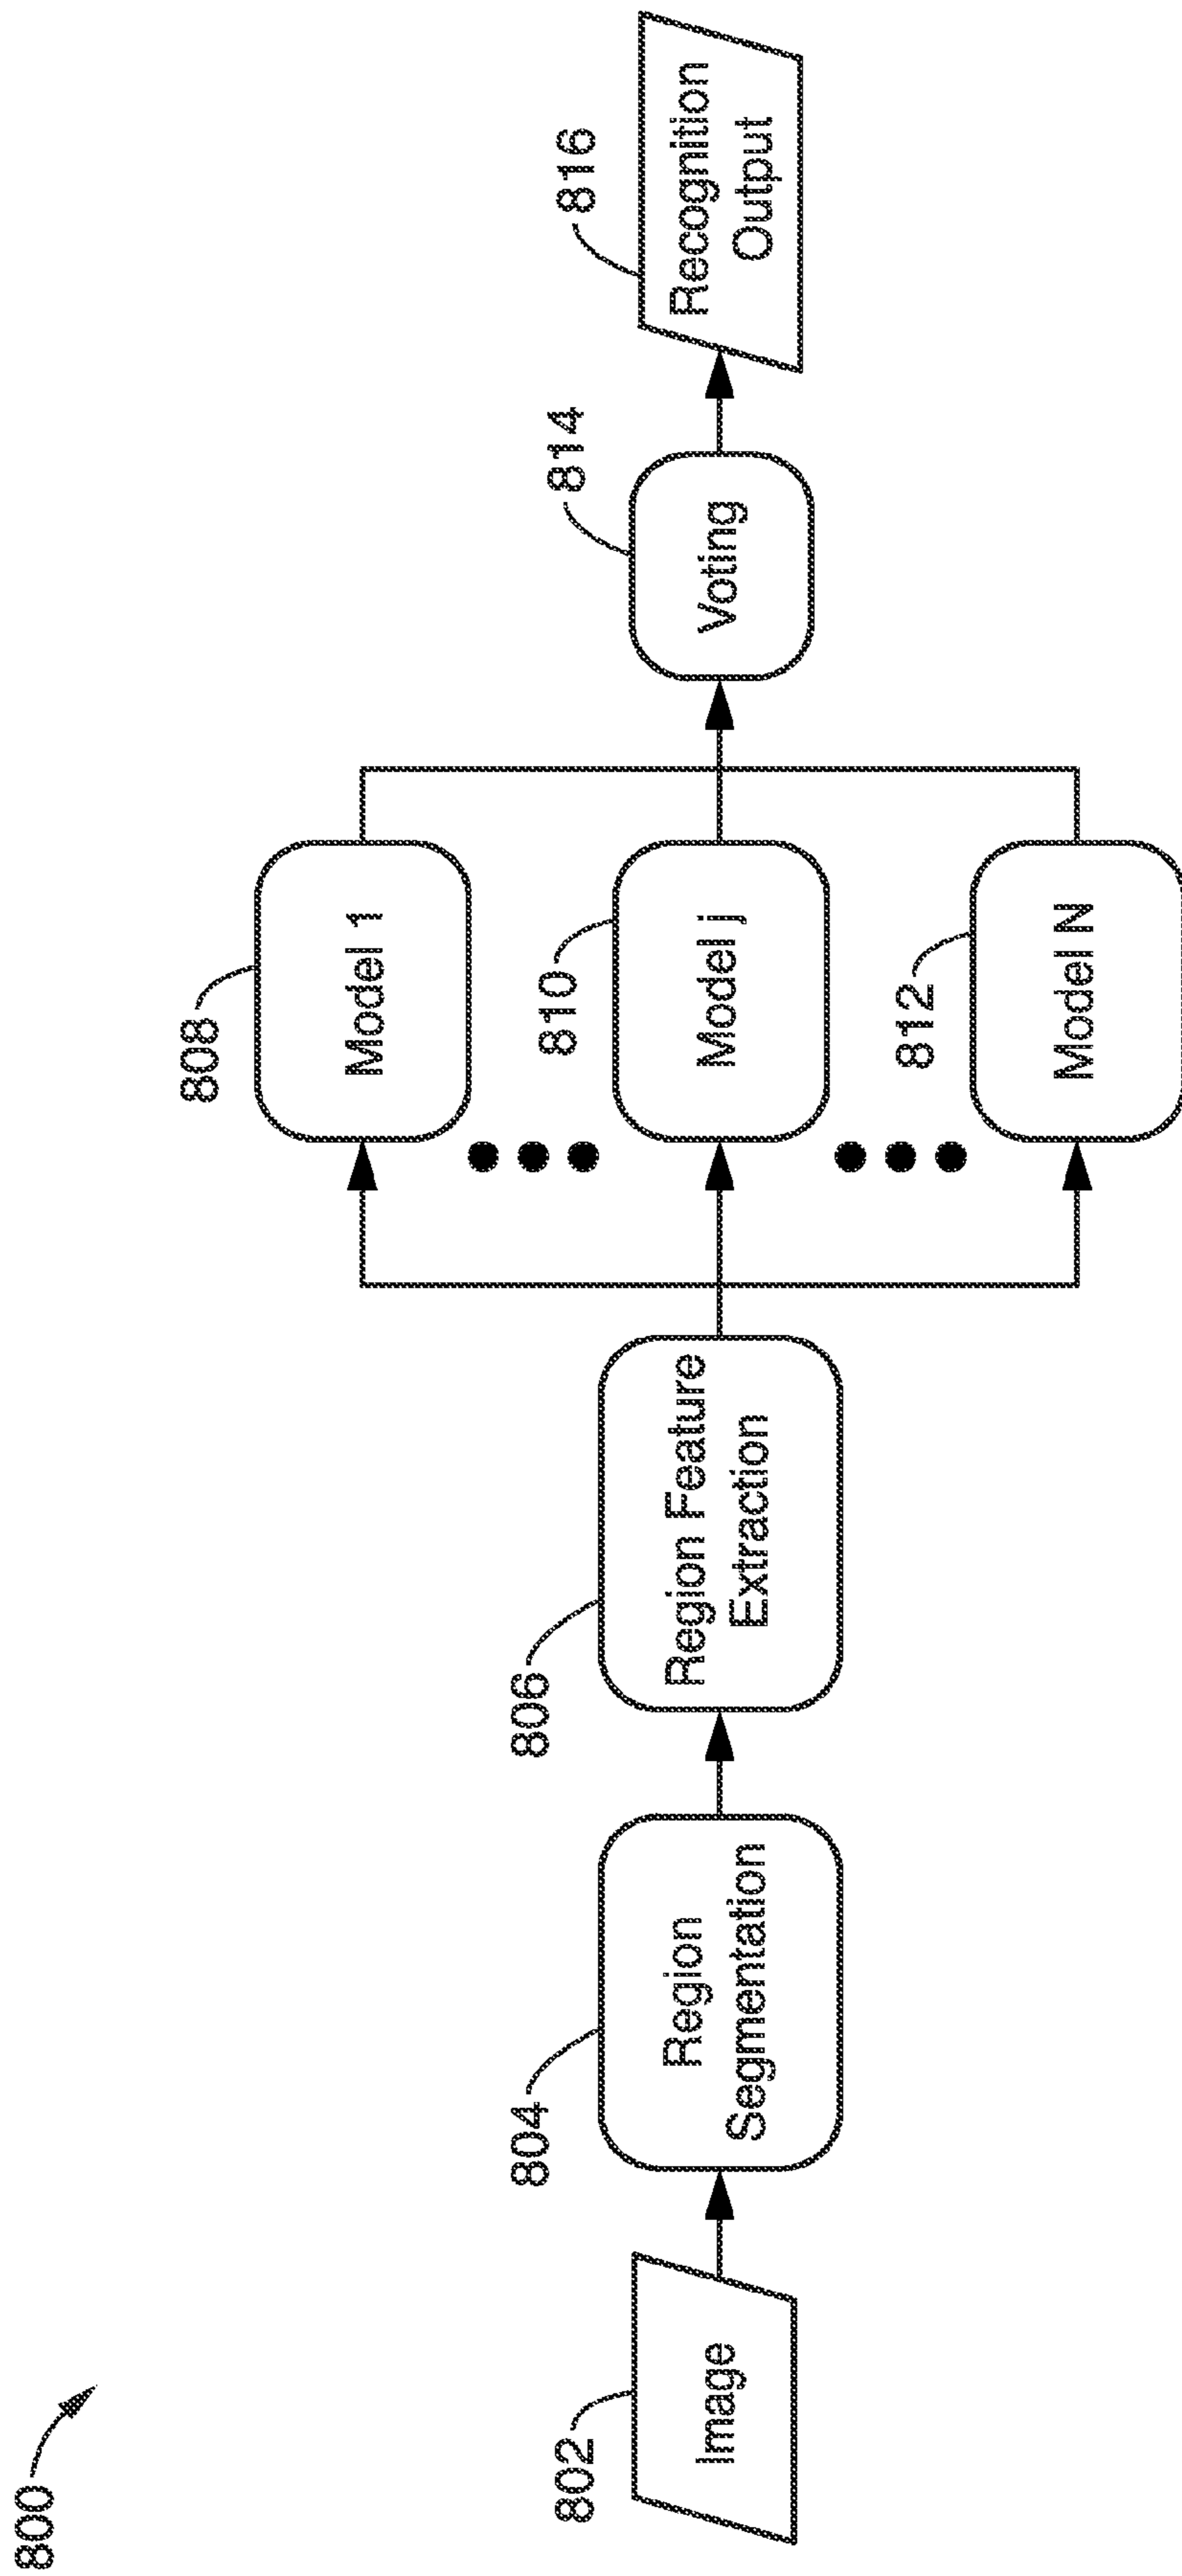 800
802
Image
804
Region
Segmentation
806
Region Feature
Extraction
808
Model 1
810
Model j
812
Model N
814
Voting
816
Recognition
Output